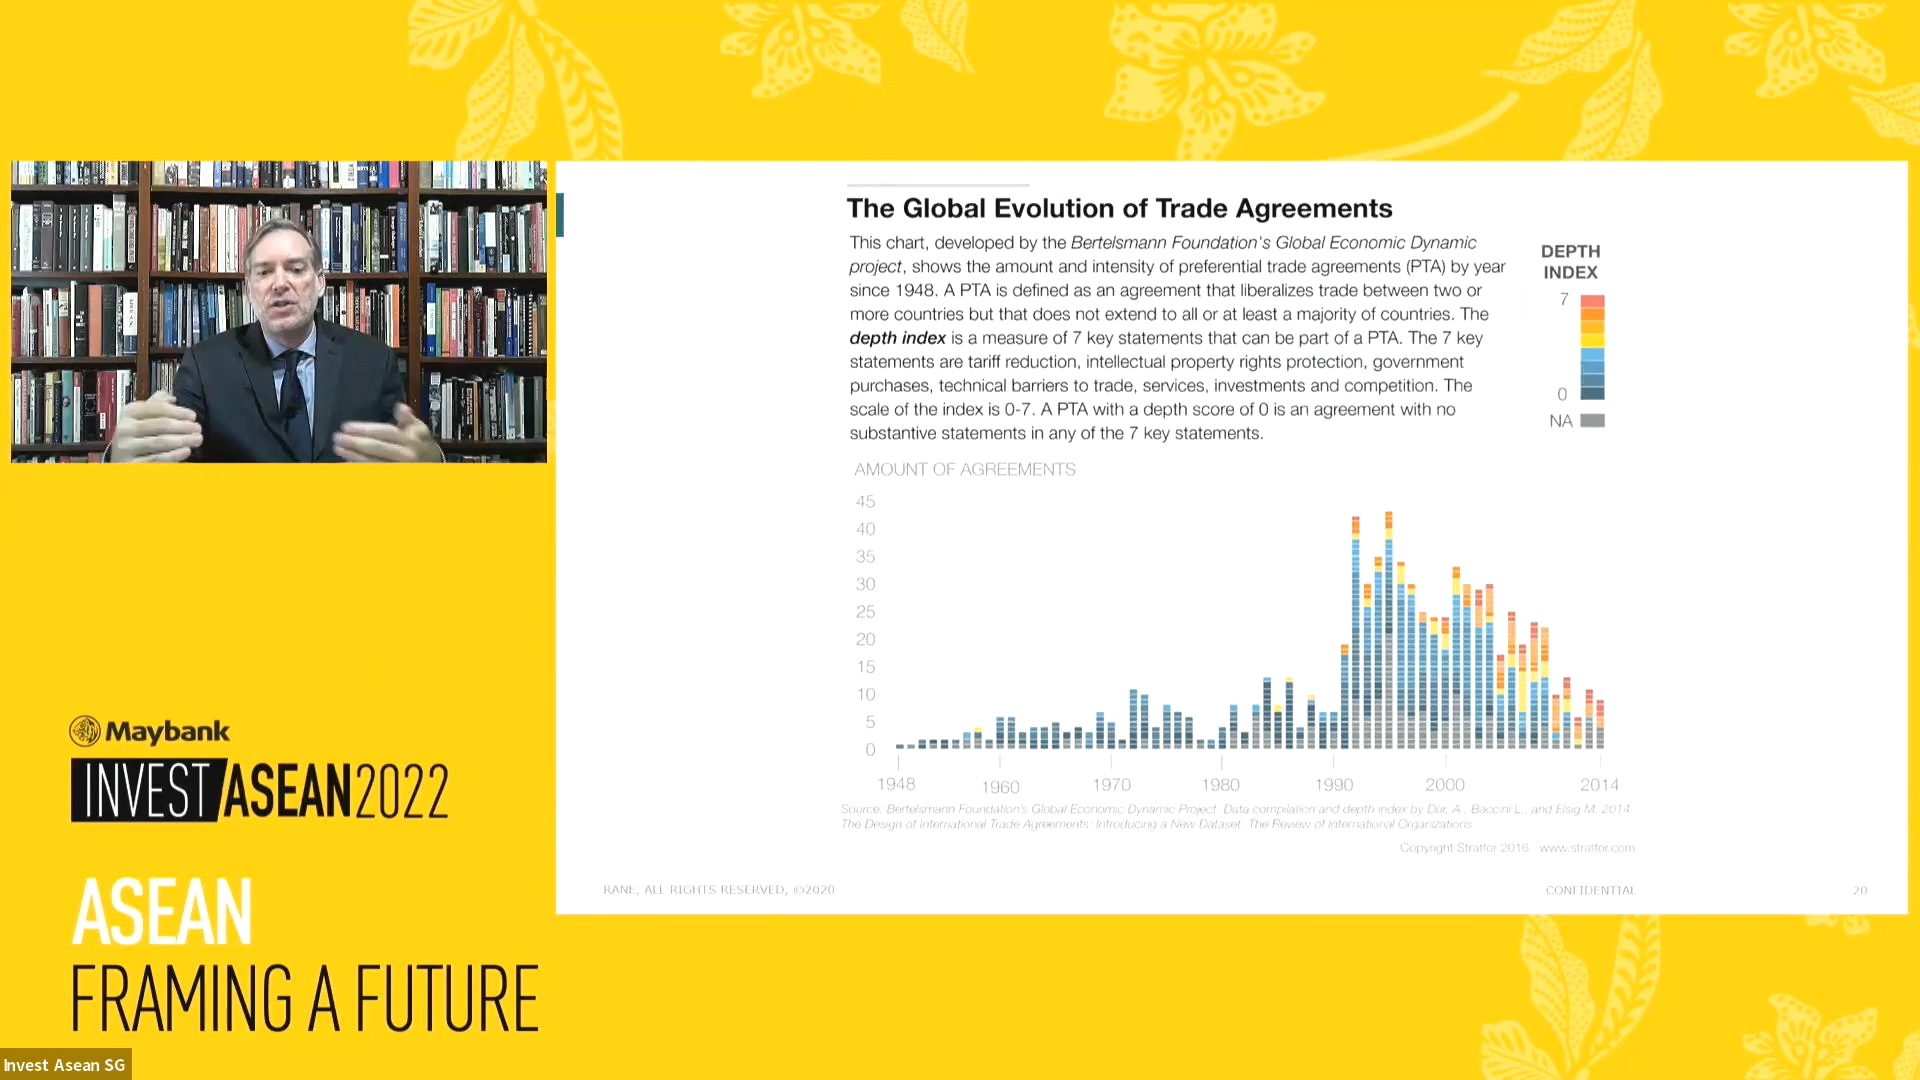 The Global Evolution of Trade Agreements
This chart, developed by the Bertelsmann Foundation's Global Economic Dynamic
project, shows the amount and intensity of preferential trade agreements (PTA) by year
since 1948. A PTA is defined as an agreement that liberalizes trade between two or
more countries but that does not extend to all or at least a majority of countries. The
depth index is a measure of 7 key statements that can be part of a PTA. The 7 key
statements are tariff reduction, intellectual property rights protection, government
purchases, technical barriers to trade, services, investments and competition. The
scale of the index is 0-7. A PTA with a depth score of 0 is an agreement with no
substantive statements in any of the 7 key statements.
DEPTH
INDEX
7
0
NA
AMOUNT OF AGREEMENTS
45
40
35
30
25
20
15
10
5
0
1948 1960 1970 1980 1990 2000 2014
Source: Bertelsmann Foundation's Global Economic Dynamic Project. Data compilation and depth index by Dür, A., Baccini L., and Elsig M. 2014.
The Design of International Trade Agreements: Introducing a New Dataset. The Review of International Organizations
Copyright Stratfor 2016 www.stratfor.com
RANE, ALL RIGHTS RESERVED, ©2020 CONFIDENTIAL 20
Maybank
INVEST ASEAN2022
ASEAN
FRAMING A FUTURE
Invest Asean SG